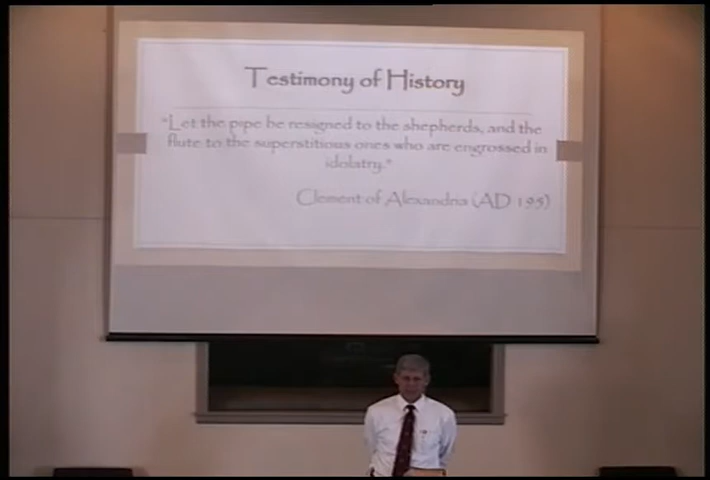 Testimony of History
"Let the pipe be resigned to the shepherds, and the
flute to the superstitious ones who are engrossed in
idolatry."
Clement of Alexandria (AD 195)